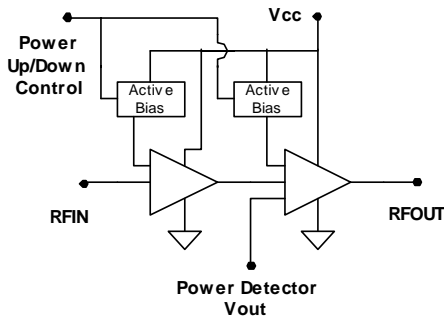 Vcc
Power
Up/Down
Control
Active
Bias
Active
Bias
RFIN
RFOUT
Power Detector
Vout